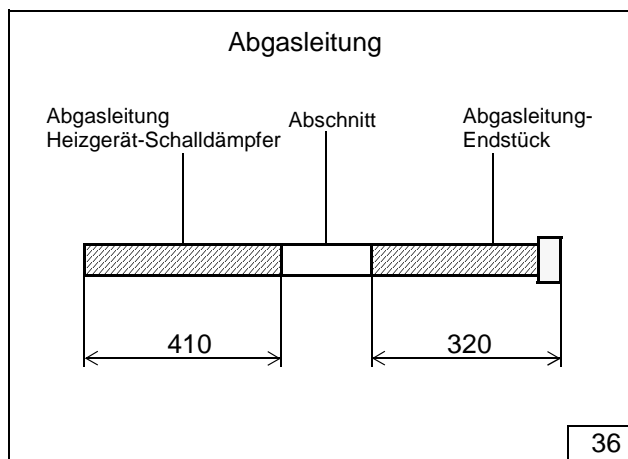 Abgasleitung
Abgasleitung
Heizgerät-Schalldämpfer
Abschnitt
Abgasleitung-
Endstück
410
320
36